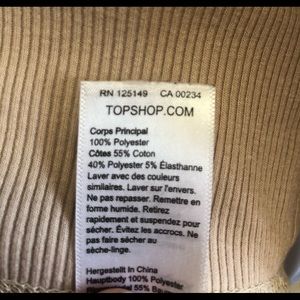 RN 125149 CA 00234
TOPSHOP.COM
Corps Principal
100% Polyester
Côtes 55% Coton
40% Polyester 5% Élasthanne
Laver avec des couleurs
similaires. Laver sur l'envers.
Ne pas repasser. Remettre en
forme humide. Retirez
rapidement et suspendez pour
sécher. Évitez les accrocs. Ne
pas faire sécher au
sèche-linge.
Hergestellt in China
Hauptbody 100% Polyester